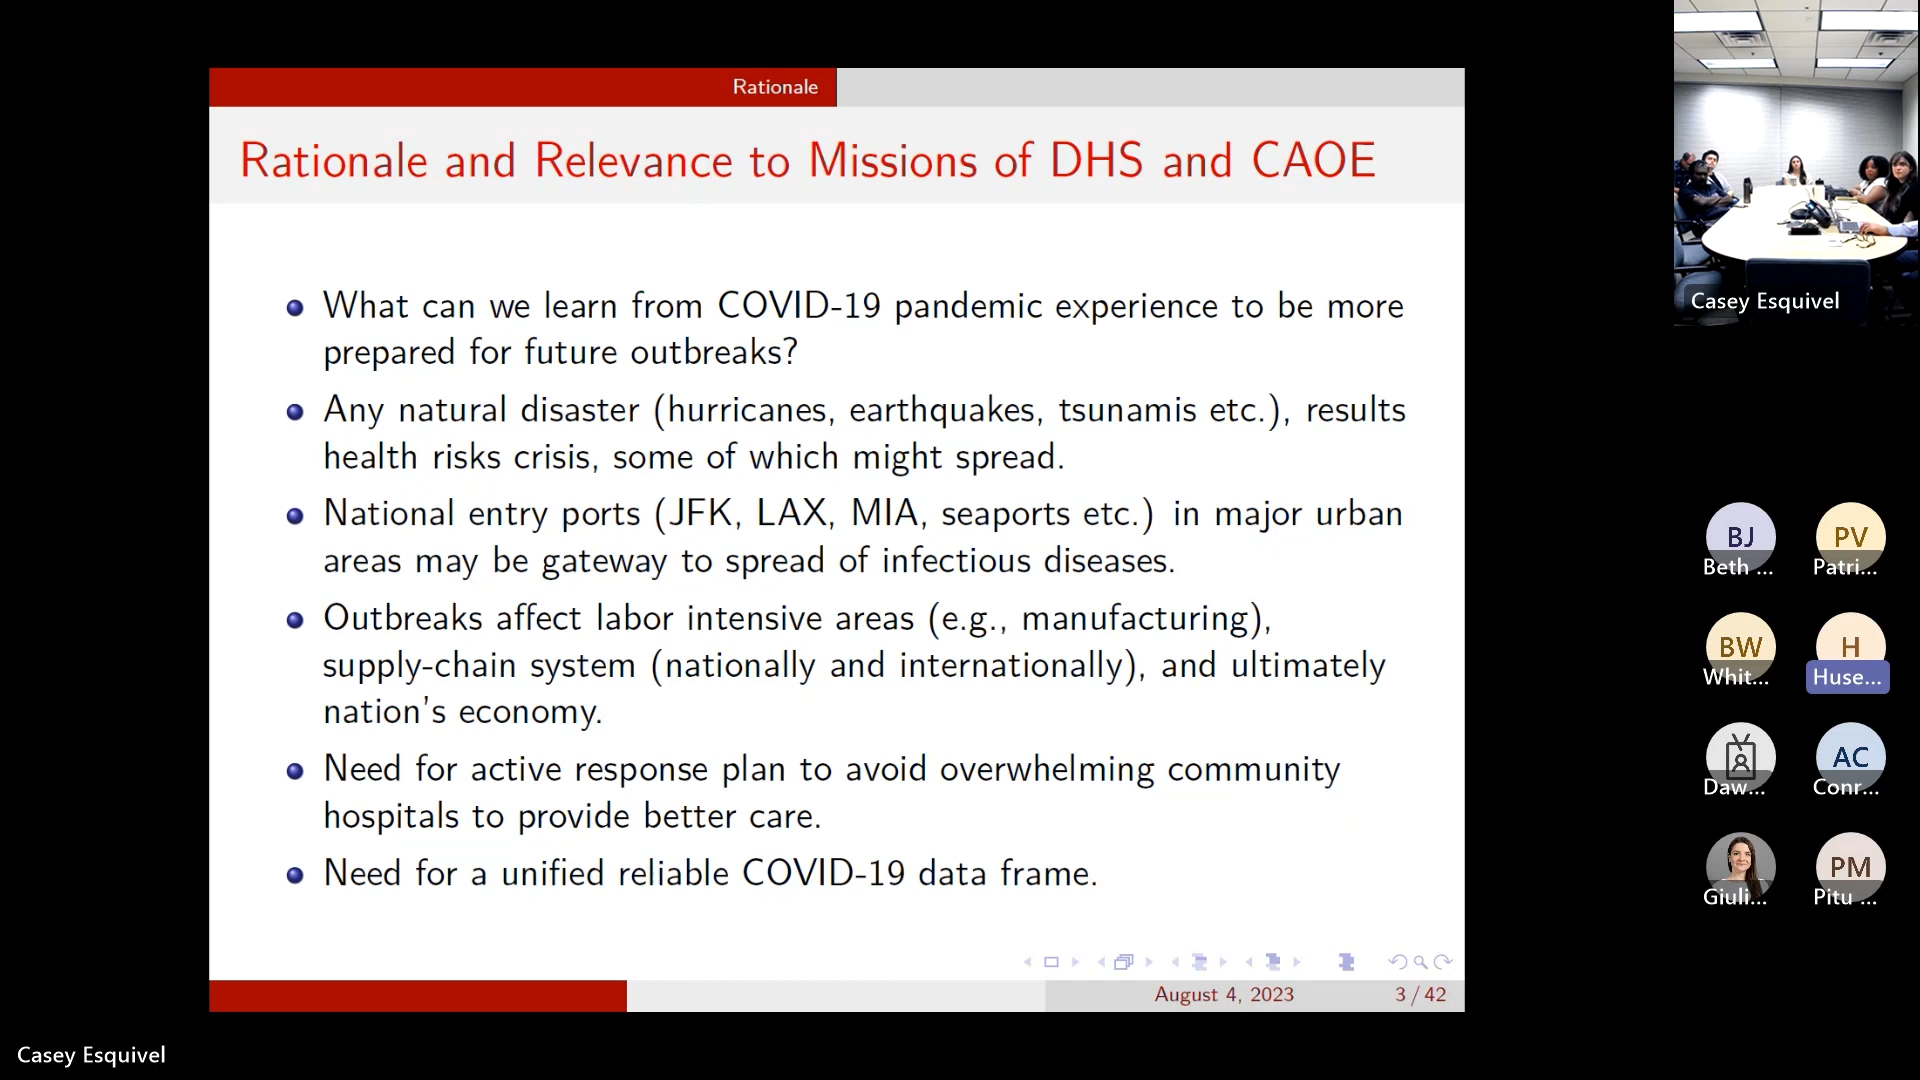 Rationale
Rationale and Relevance to Missions of DHS and CAOE
What can we learn from COVID-19 pandemic experience to be more
prepared for future outbreaks?
Any natural disaster (hurricanes, earthquakes, tsunamis etc.), results
health risks crisis, some of which might spread.
National entry ports (JFK, LAX, MIA, seaports etc.) in major urban
areas may be gateway to spread of infectious diseases.
Outbreaks affect labor intensive areas (e.g., manufacturing),
supply-chain system (nationally and internationally), and ultimately
nation's economy.
Need for active response plan to avoid overwhelming community
hospitals to provide better care.
Need for a unified reliable COVID-19 data frame.
August 4, 2023
3 / 42
Casey Esquivel
Casey Esquivel
BJ
Beth ...
PV
Patri...
BW
Whit...
H
Huse...
Daw...
AC
Conr...
Giuli...
PM
Pitu ...